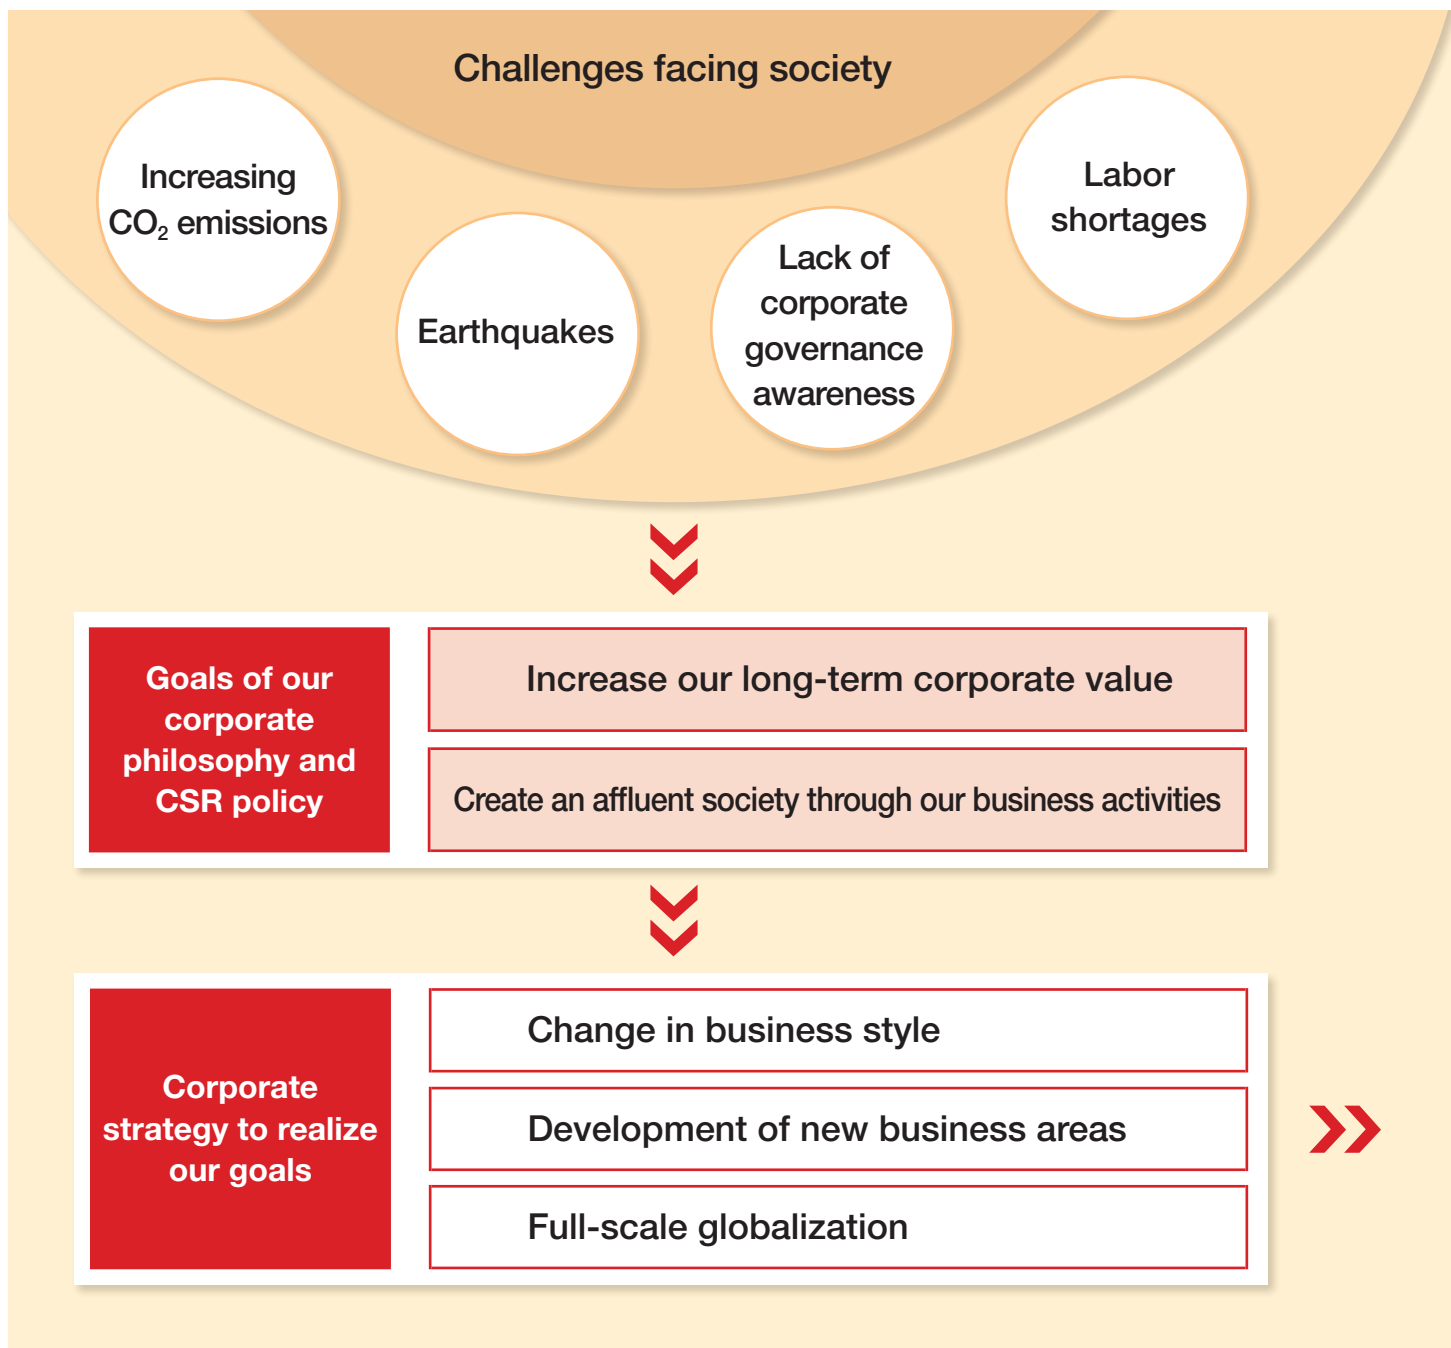 Challenges facing society
Increasing
CO₂ emissions
Earthquakes
Lack of
corporate
governance
awareness
Labor
shortages
Goals of our
corporate
philosophy and
CSR policy
Increase our long-term corporate value
Create an affluent society through our business activities
Corporate
strategy to realize
our goals
Change in business style
Development of new business areas
Full-scale globalization